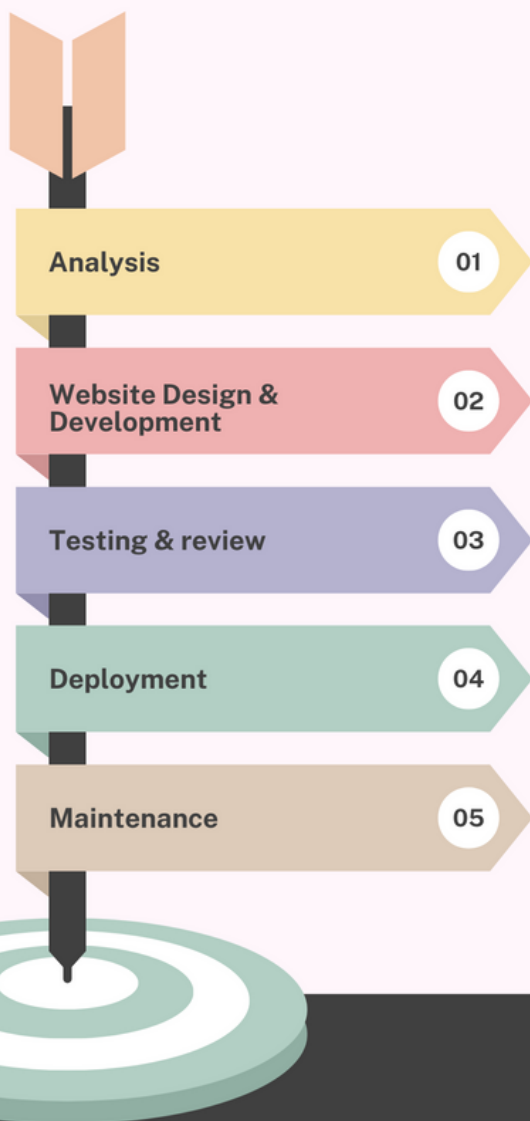 Analysis
01
Website Design &
Development
02
Testing & review
03
Deployment
04
Maintenance
05